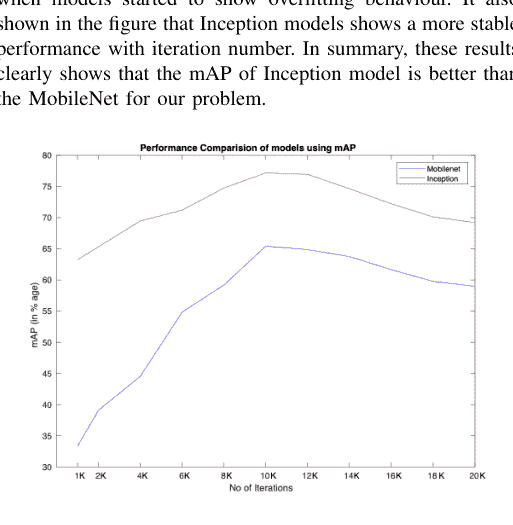 when models started to show overfitting behaviour. It also
shown in the figure that Inception models shows a more stable
performance with iteration number. In summary, these results
clearly shows that the mAP of Inception model is better than
the MobileNet for our problem.
Performance Comparision of models using mAP
Mobilenet
Inception
mAP (in % age)
80
75
70
65
60
55
50
45
40
35
30
1K 2K 4K 6K 8K 10K 12K 14K 16K 18K 20K
No of Iterations